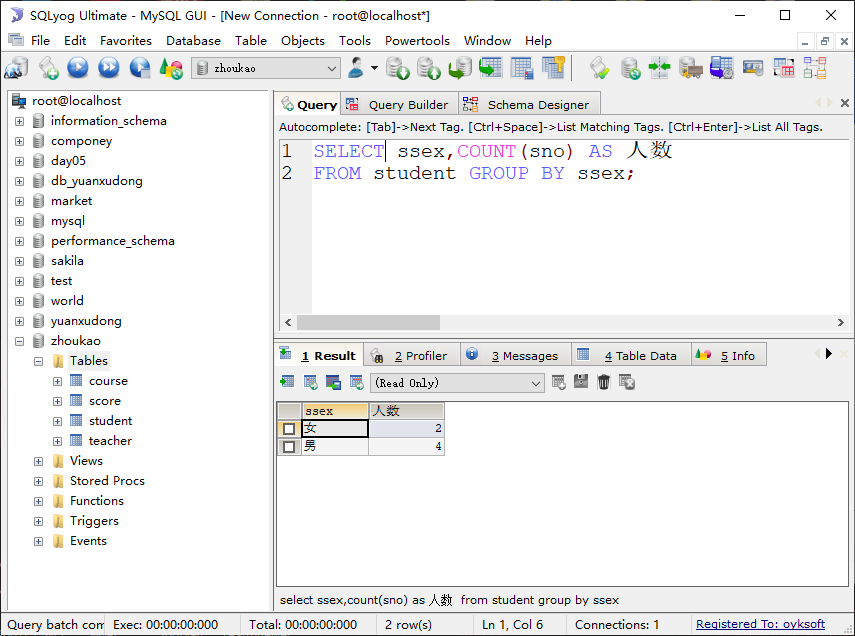 SQLyog Ultimate - MySQL GUI - [New Connection - root@localhost*]
File Edit Favorites Database Table Objects Tools Powertools Window Help
zhoukao
root@localhost
information_schema
componey
day05
db_yuanxudong
market
mysql
performance_schema
sakila
test
world
yuanxudong
zhoukao
Tables
course
score
student
teacher
Views
Stored Procs
Functions
Triggers
Events
Query Query Builder Schema Designer
Autocomplete: [Tab]->Next Tag. [Ctrl+Space]->List Matching Tags. [Ctrl+Enter]->List All Tags.
1 SELECT ssex,COUNT(sno) AS 人数
2 FROM student GROUP BY ssex;
1 Result 2 Profiler 3 Messages 4 Table Data 5 Info
(Read Only)
ssex 人数
女 2
男 4
select ssex,count(sno) as 人数 from student group by ssex
Query batch com Exec: 00:00:00:000 Total: 00:00:00:000 2 row(s) Ln 1, Col 6 Connections: 1 Registered To: oyksoft